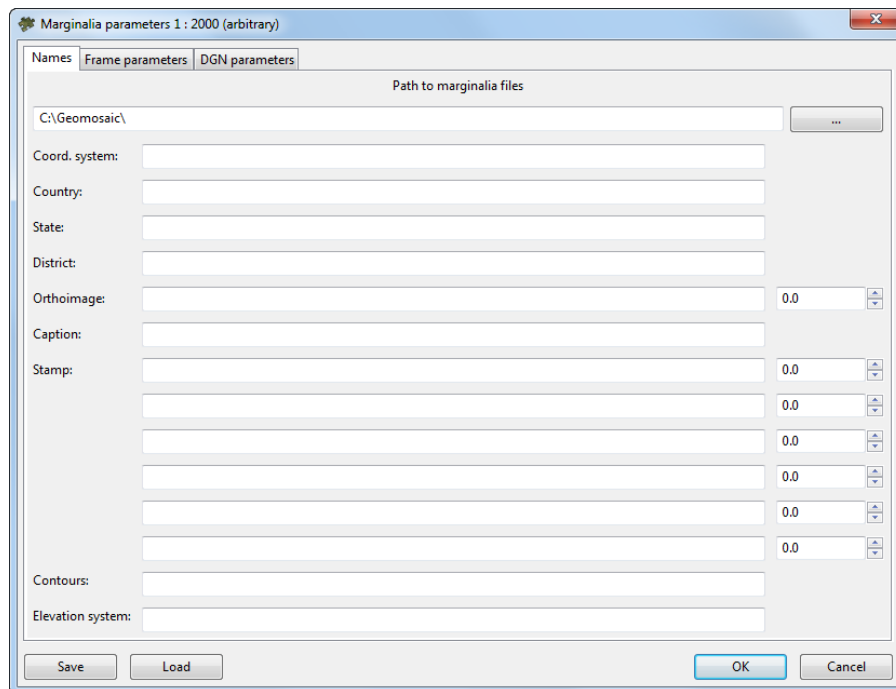 Marginalia parameters 1 : 2000 (arbitrary)
Names Frame parameters DGN parameters
Path to marginalia files
C:\Geomosaic\ ...
Coord. system:
Country:
State:
District:
Orthoimage: 0.0
Caption:
Stamp: 0.0
0.0
0.0
0.0
0.0
0.0
Contours:
Elevation system:
Save Load OK Cancel